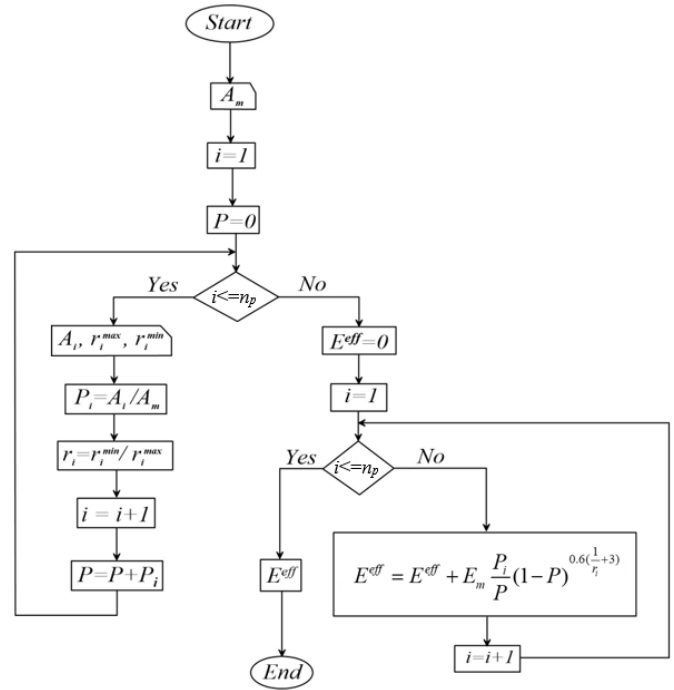 Start
A_m
i=1
P=0
i<=n_p
Yes
No
A_i, r_i^max, r_i^min
P_i=A_i/A_m
r_i=r_i^min/ r_i^max
i = i+1
P=P+P_i
E^eff=0
i=1
i<=n_p
Yes
No
E^eff
E^eff = E^eff + E_m P_i/P (1−P)^0.6(1/r_i+3)
i=i+1
End